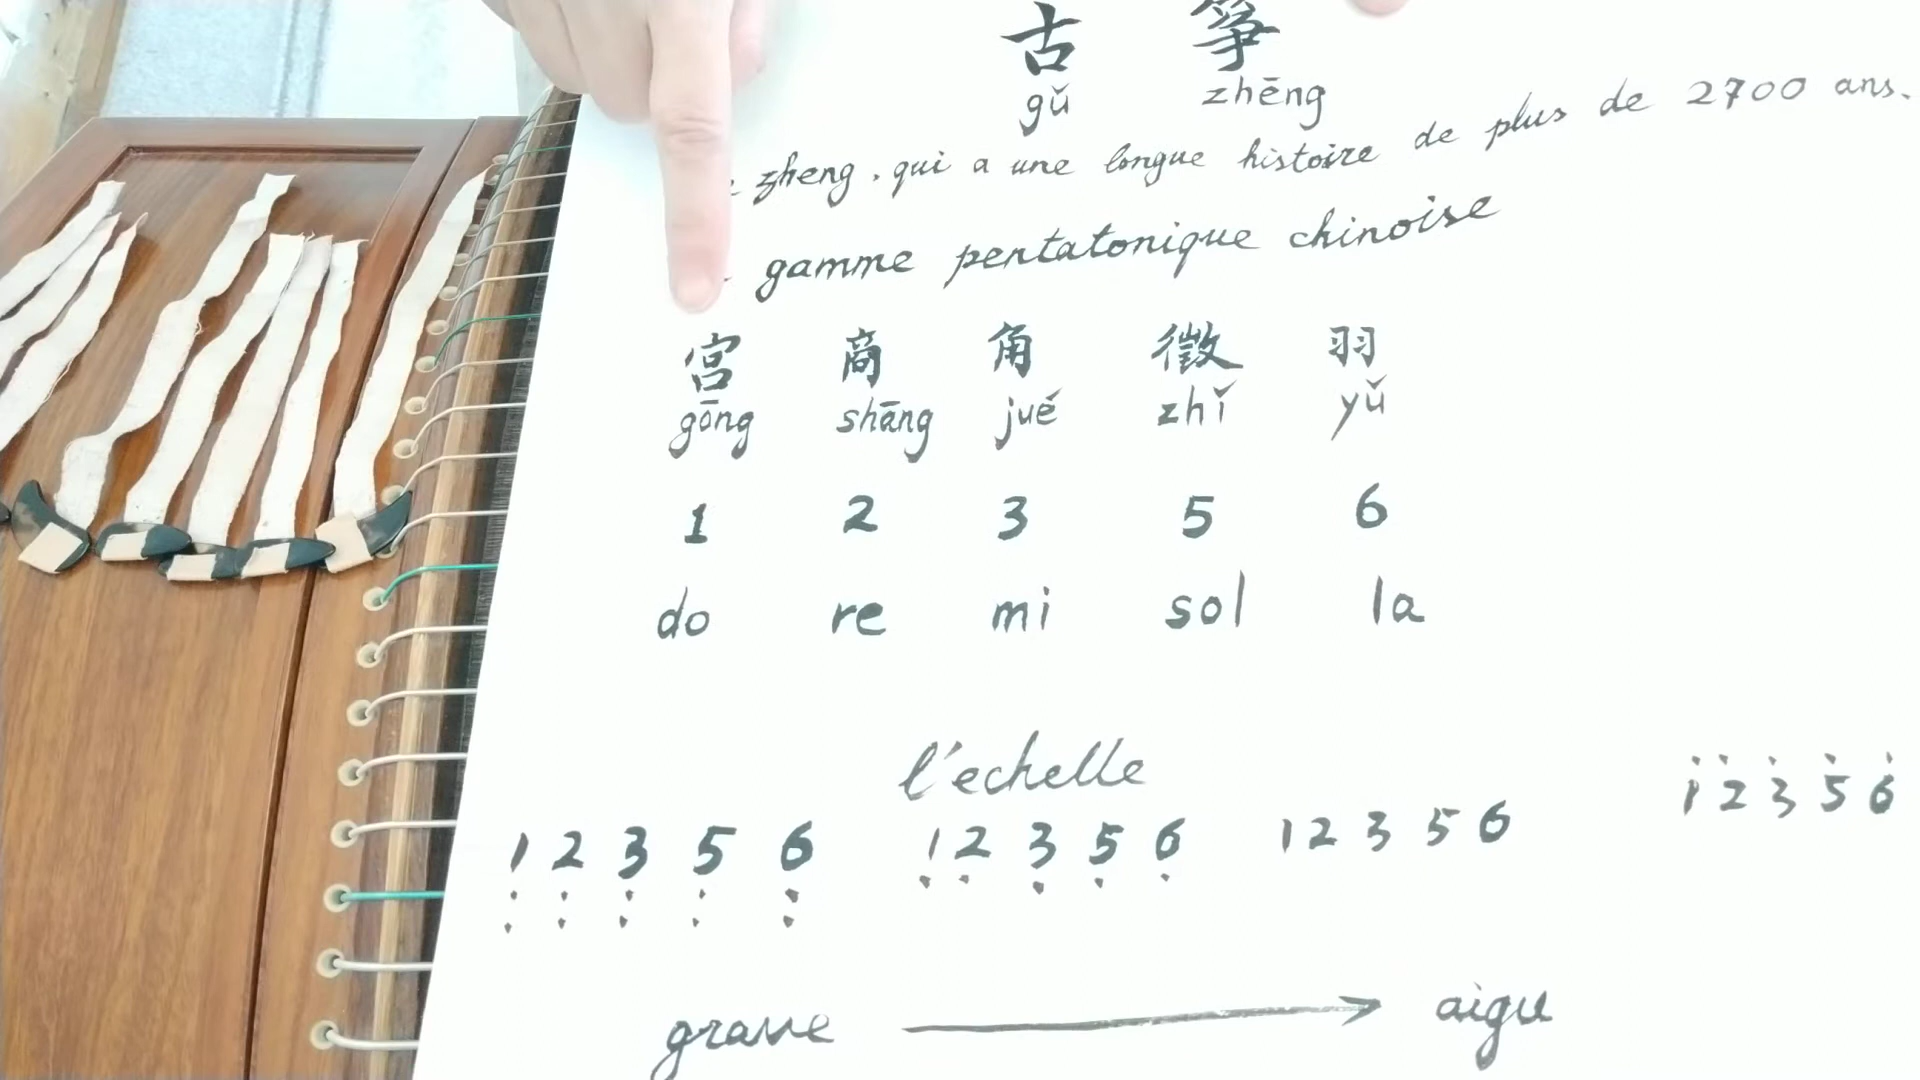 古 筝
gǔ zhēng
zheng, qui a une longue histoire de plus de 2700 ans.
gamme pentatonique chinoise
宫 商 角 徵 羽
gōng shāng jué zhǐ yǔ
1 2 3 5 6
do re mi sol la
l'échelle
1 2 3 5 6 1 2 3 5 6 1 2 3 5 6 1 2 3 5 6
grave → aigu